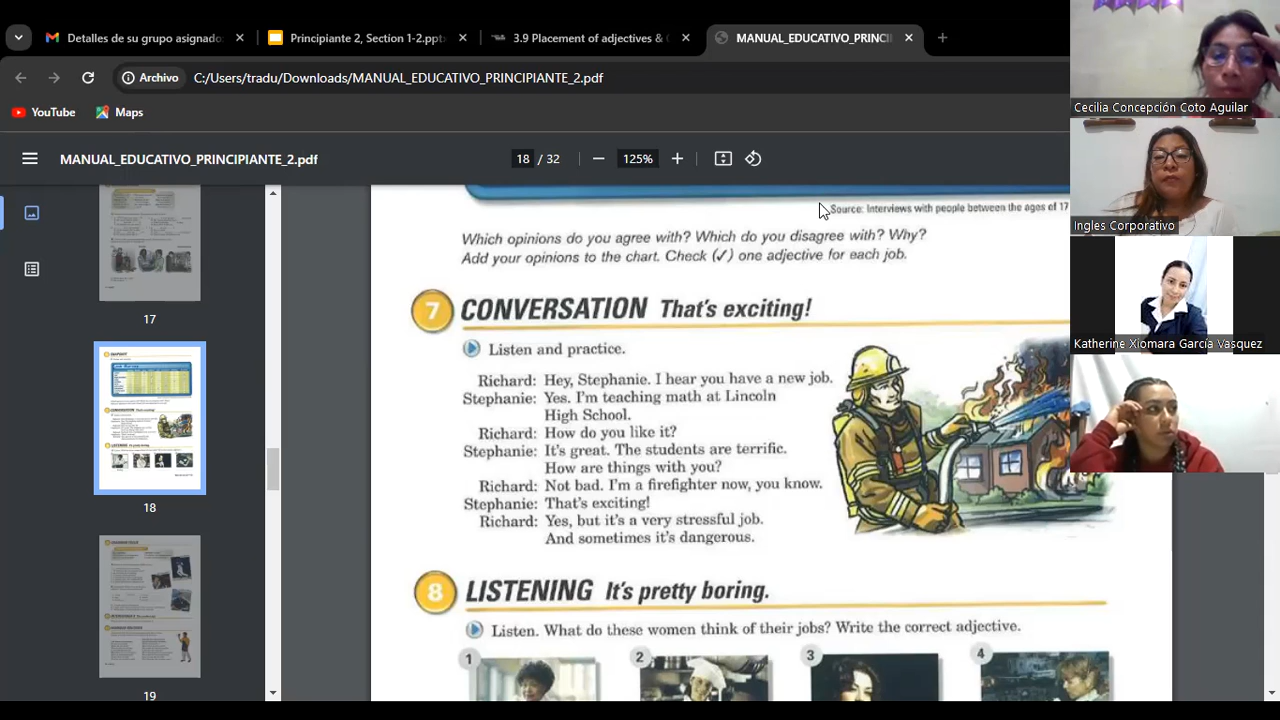 Detalles de su grupo asignado
Principiante 2, Section 1-2.ppt
3.9 Placement of adjectives &
MANUAL_EDUCATIVO_PRINCI
Archivo
C:/Users/tradu/Downloads/MANUAL_EDUCATIVO_PRINCIPIANTE_2.pdf
YouTube
Maps
MANUAL_EDUCATIVO_PRINCIPIANTE_2.pdf
18 / 32
125%
17
18
19
Source: Interviews with people between the ages of 17
Which opinions do you agree with? Which do you disagree with? Why?
Add your opinions to the chart. Check (✓) one adjective for each job.
7 CONVERSATION That's exciting!
Listen and practice.
Richard: Hey, Stephanie. I hear you have a new job.
Stephanie: Yes. I'm teaching math at Lincoln
High School.
Richard: How do you like it?
Stephanie: It's great. The students are terrific.
How are things with you?
Richard: Not bad. I'm a firefighter now, you know.
Stephanie: That's exciting!
Richard: Yes, but it's a very stressful job.
And sometimes it's dangerous.
8 LISTENING It's pretty boring.
Listen. What do these women think of their jobs? Write the correct adjective.
1
2
3
4
Cecilia Concepción Coto Aguilar
Ingles Corporativo
Katherine Xiomara García Vasquez